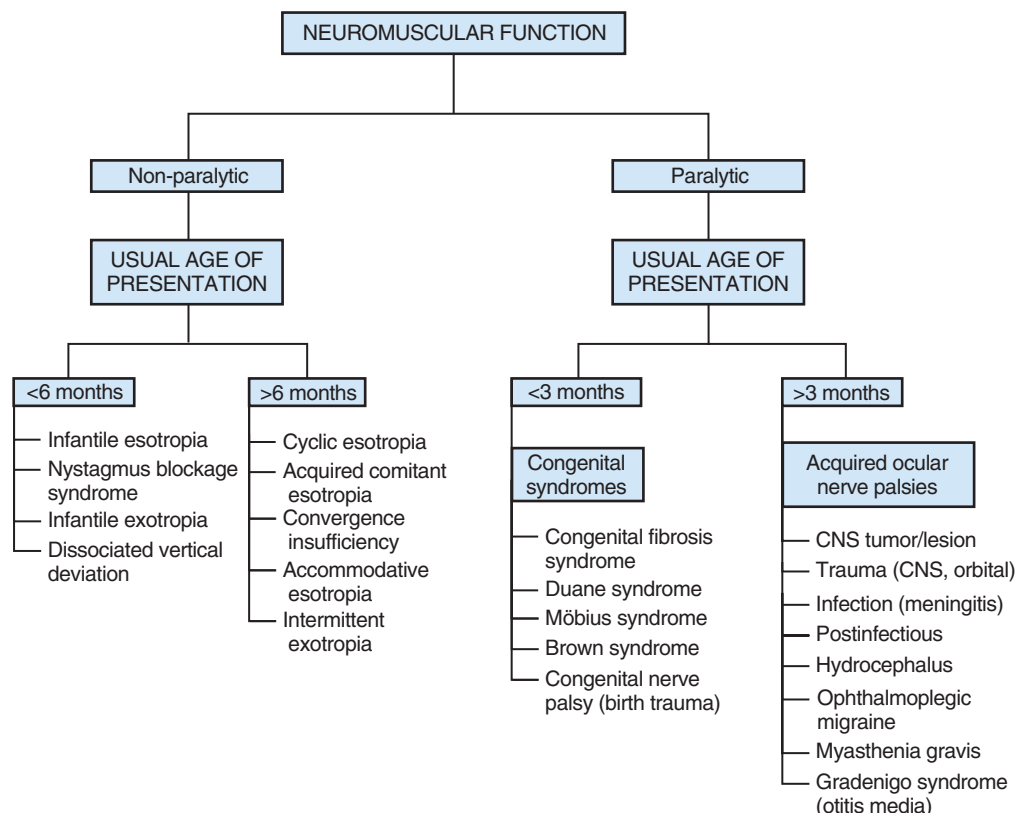 NEUROMUSCULAR FUNCTION
Non-paralytic
Paralytic
USUAL AGE OF
PRESENTATION
USUAL AGE OF
PRESENTATION
<6 months
>6 months
<3 months
>3 months
Infantile esotropia
Nystagmus blockage
syndrome
Infantile exotropia
Dissociated vertical
deviation
Cyclic esotropia
Acquired comitant
esotropia
Convergence
insufficiency
Accommodative
esotropia
Intermittent
exotropia
Congenital
syndromes
Congenital fibrosis
syndrome
Duane syndrome
Möbius syndrome
Brown syndrome
Congenital nerve
palsy (birth trauma)
Acquired ocular
nerve palsies
CNS tumor/lesion
Trauma (CNS, orbital)
Infection (meningitis)
Postinfectious
Hydrocephalus
Ophthalmoplegic
migraine
Myasthenia gravis
Gradenigo syndrome
(otitis media)